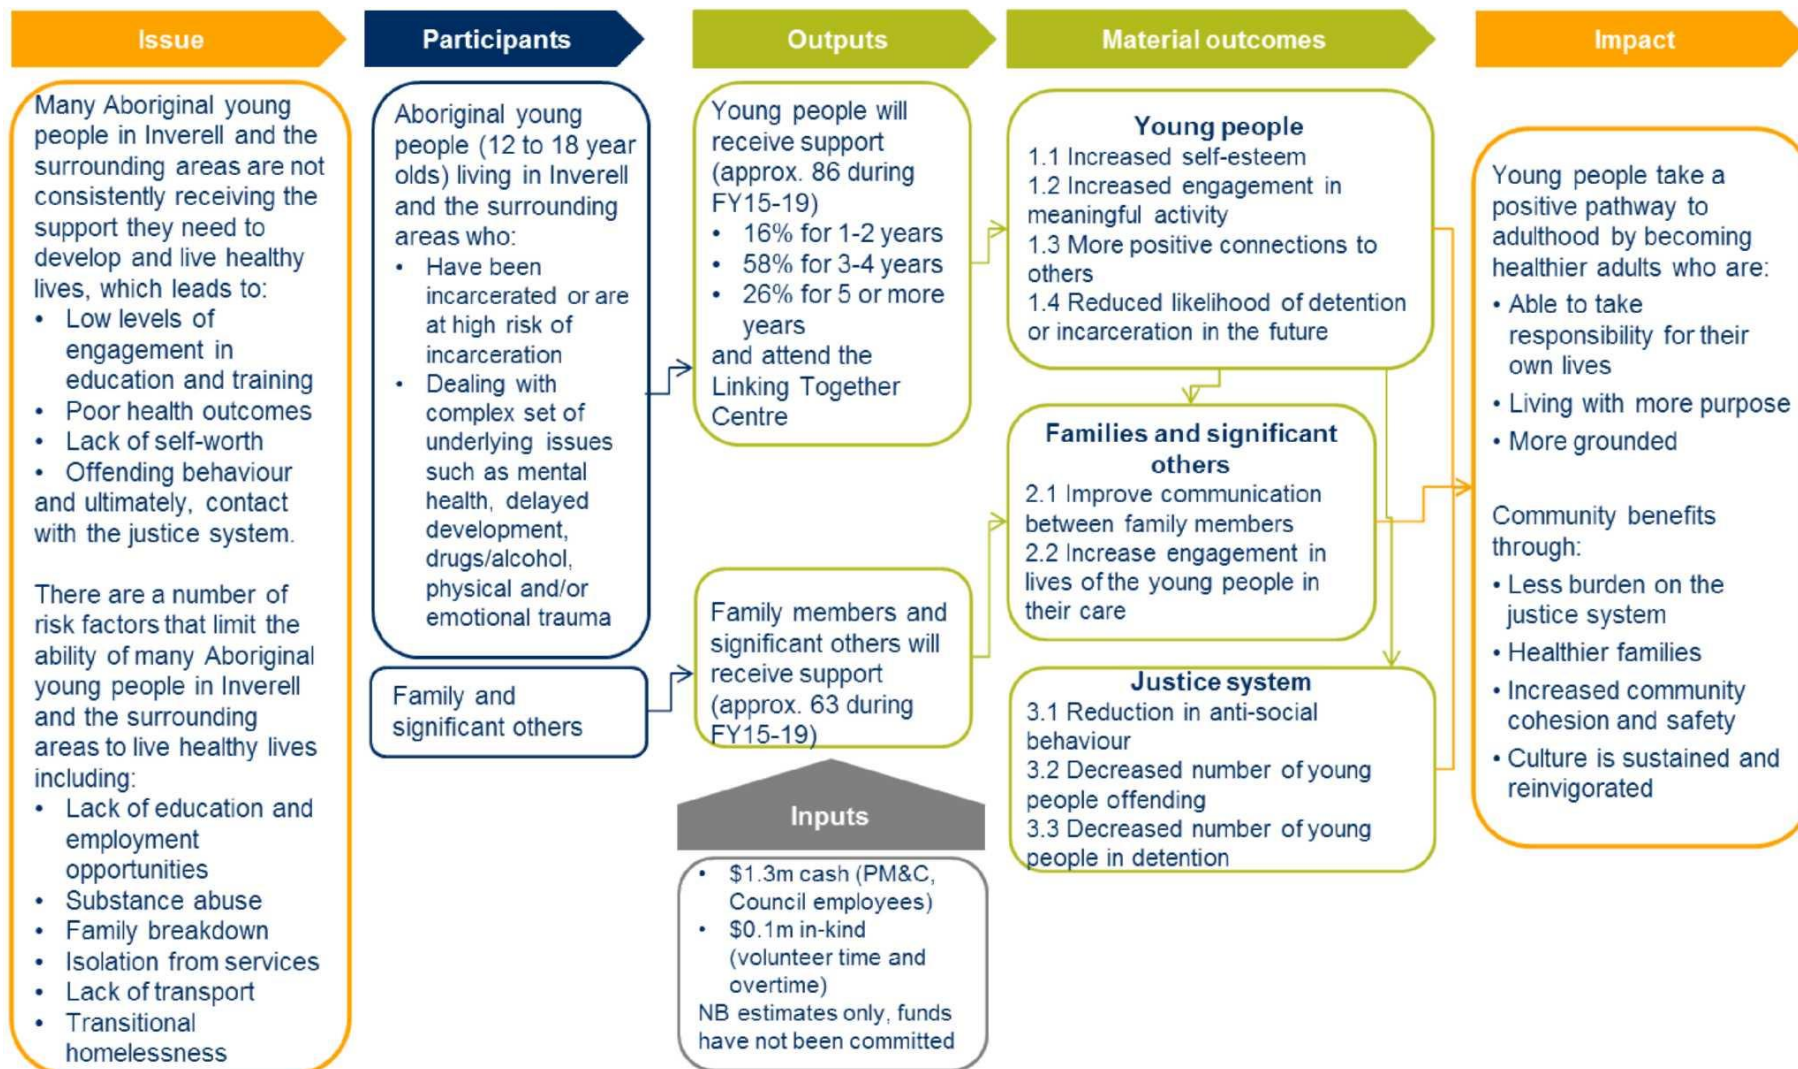 Issue
Many Aboriginal young
people in Inverell and the
surrounding areas are not
consistently receiving the
support they need to
develop and live healthy
lives, which leads to:
• Low levels of
engagement in
education and training
• Poor health outcomes
• Lack of self-worth
• Offending behaviour
and ultimately, contact
with the justice system.
There are a number of
risk factors that limit the
ability of many Aboriginal
young people in Inverell
and the surrounding
areas to live healthy lives
including:
• Lack of education and
employment
opportunities
• Substance abuse
• Family breakdown
• Isolation from services
• Lack of transport
• Transitional
homelessness
Participants
Aboriginal young
people (12 to 18 year
olds) living in Inverell
and the surrounding
areas who:
• Have been
incarcerated or are
at high risk of
incarceration
• Dealing with
complex set of
underlying issues
such as mental
health, delayed
development,
drugs/alcohol,
physical and/or
emotional trauma
Family and
significant others
Outputs
Young people will
receive support
(approx. 86 during
FY15-19)
• 16% for 1-2 years
• 58% for 3-4 years
• 26% for 5 or more
years
and attend the
Linking Together
Centre
Family members and
significant others will
receive support
(approx. 63 during
FY15-19)
Inputs
• $1.3m cash (PM&C,
Council employees)
• $0.1m in-kind
(volunteer time and
overtime)
NB estimates only, funds
have not been committed
Material outcomes
Young people
1.1 Increased self-esteem
1.2 Increased engagement in
meaningful activity
1.3 More positive connections to
others
1.4 Reduced likelihood of detention
or incarceration in the future
Families and significant
others
2.1 Improve communication
between family members
2.2 Increase engagement in
lives of the young people in
their care
Justice system
3.1 Reduction in anti-social
behaviour
3.2 Decreased number of young
people offending
3.3 Decreased number of young
people in detention
Impact
Young people take a
positive pathway to
adulthood by becoming
healthier adults who are:
• Able to take
responsibility for their
own lives
• Living with more purpose
• More grounded
Community benefits
through:
• Less burden on the
justice system
• Healthier families
• Increased community
cohesion and safety
• Culture is sustained and
reinvigorated